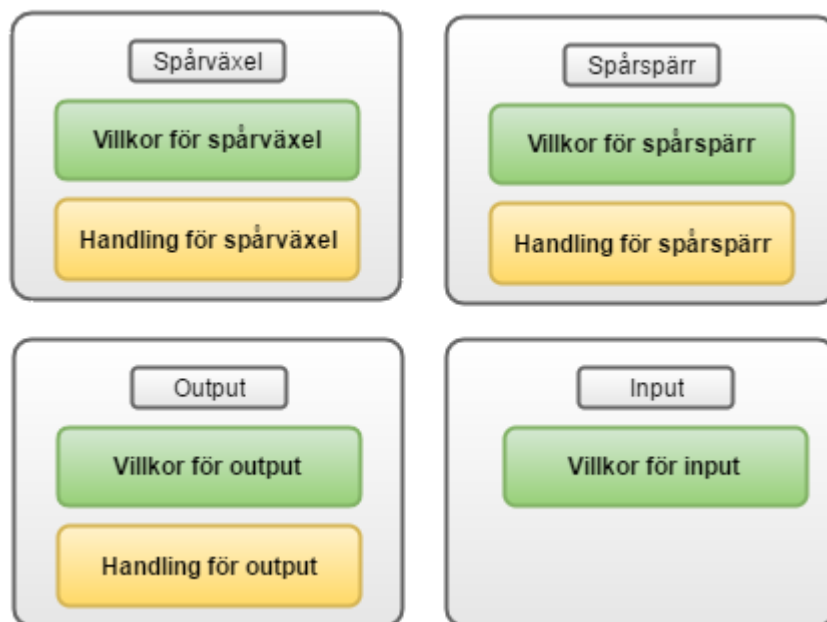 Spårväxel
Villkor för spårväxel
Handling för spårväxel
Spårspärr
Villkor för spårspärr
Handling för spårspärr
Output
Villkor för output
Handling för output
Input
Villkor för input